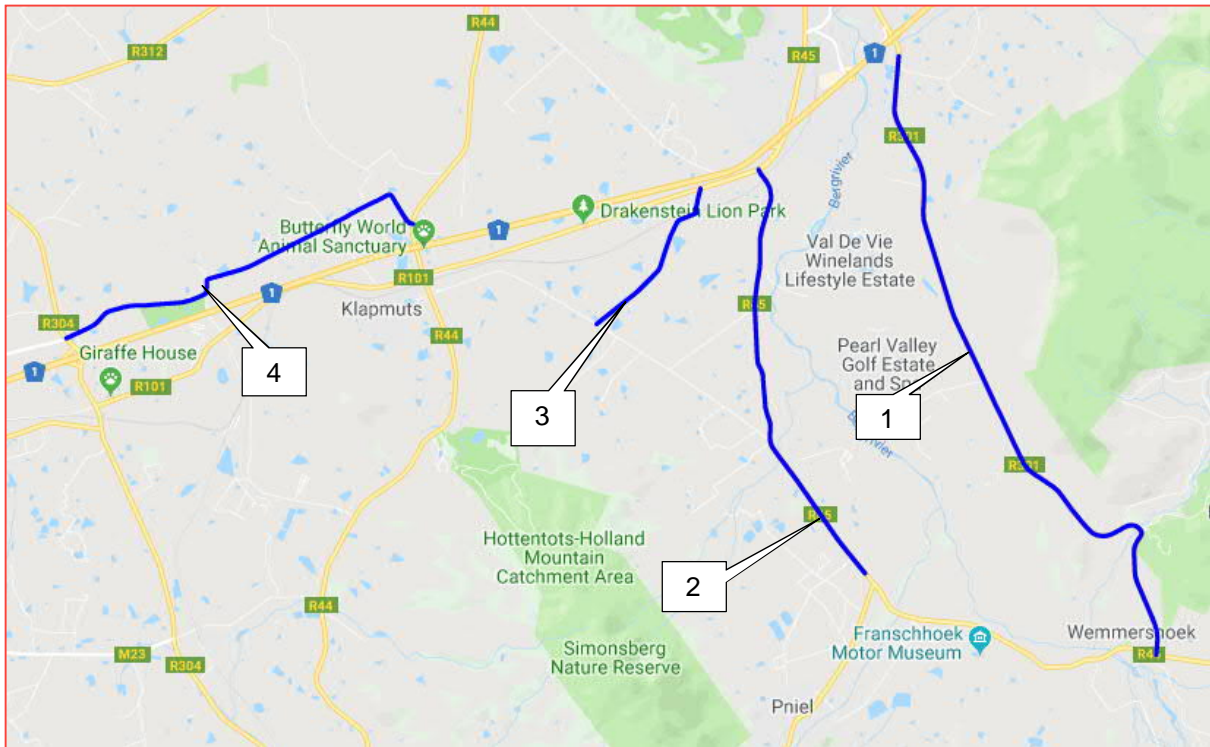 R44
R312
R45
1
R301
Bergrivier
Drakenstein Lion Park
Butterfly World
Animal Sanctuary
1
Val De Vie
Winelands
Lifestyle Estate
R101
1
Klapmuts
R45
R304
R44
Giraffe House
Pearl Valley
Golf Estate
and Sp
1
R101
4
3
1
R301
R45
Hottentots-Holland
Mountain
Catchment Area
2
R44
Franschhoek
Motor Museum
Wemmershoek
Simonsberg
Nature Reserve
M23
R304
R45
Pniel